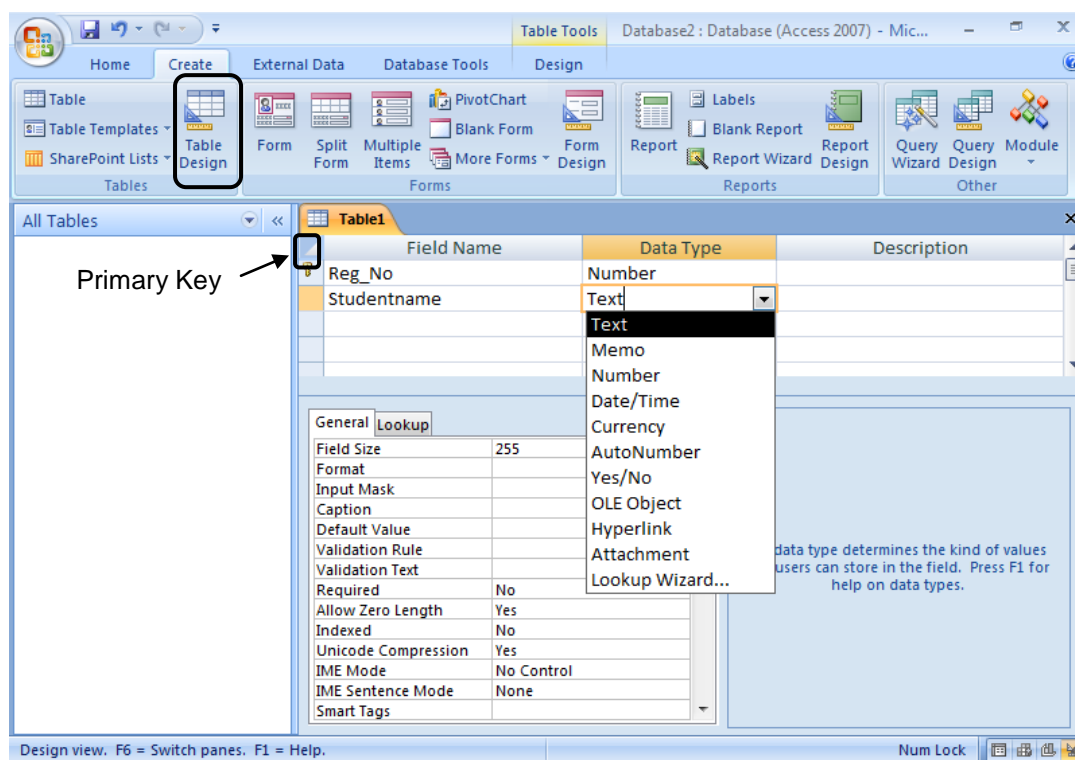 Table Tools
Database2 : Database (Access 2007) - Mic...
Home
Create
External Data
Database Tools
Design
Table
Table Templates
SharePoint Lists
Table
Design
Tables
Form
Split
Form
Multiple
Items
PivotChart
Blank Form
More Forms
Form
Design
Forms
Report
Labels
Blank Report
Report Wizard
Report
Design
Reports
Query
Wizard
Query
Design
Module
Other
All Tables
Table1
Primary Key
Field Name
Data Type
Description
Reg_No
Number
Studentname
Text
Text
Memo
Number
Date/Time
Currency
AutoNumber
Yes/No
OLE Object
Hyperlink
Attachment
Lookup Wizard...
General
Lookup
Field Size 255
Format
Input Mask
Caption
Default Value
Validation Rule
Validation Text
Required No
Allow Zero Length Yes
Indexed No
Unicode Compression Yes
IME Mode No Control
IME Sentence Mode None
Smart Tags
data type determines the kind of values
users can store in the field. Press F1 for
help on data types.
Design view. F6 = Switch panes. F1 = Help.
Num Lock